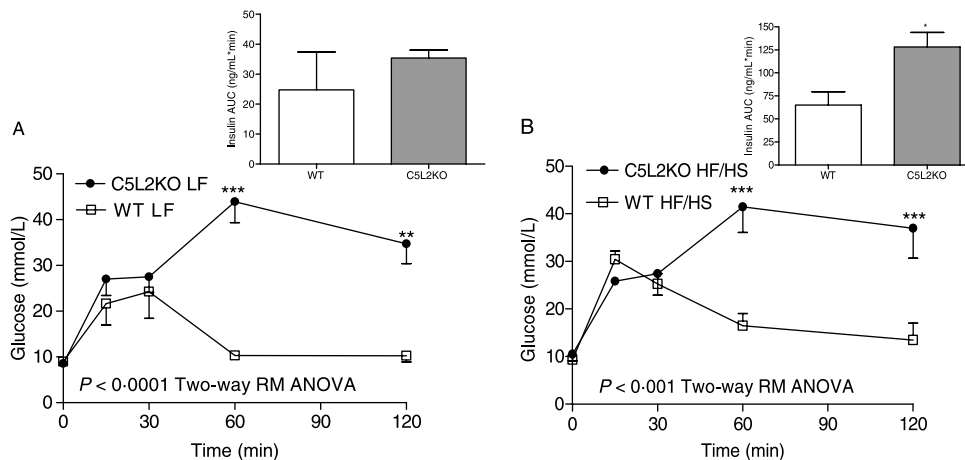 A
Insulin AUC (ng/mL*min)
50
40
30
20
10
0
WT
C5L2KO
C5L2KO LF
WT LF
Glucose (mmol/L)
50
40
30
20
10
0
***
**
P < 0·0001 Two-way RM ANOVA
0
30
60
90
120
Time (min)
B
Insulin AUC (ng/mL*min)
150
125
100
75
50
25
0
*
WT
C5L2KO
C5L2KO HF/HS
WT HF/HS
Glucose (mmol/L)
50
40
30
20
10
0
***
***
P < 0·001 Two-way RM ANOVA
0
30
60
90
120
Time (min)